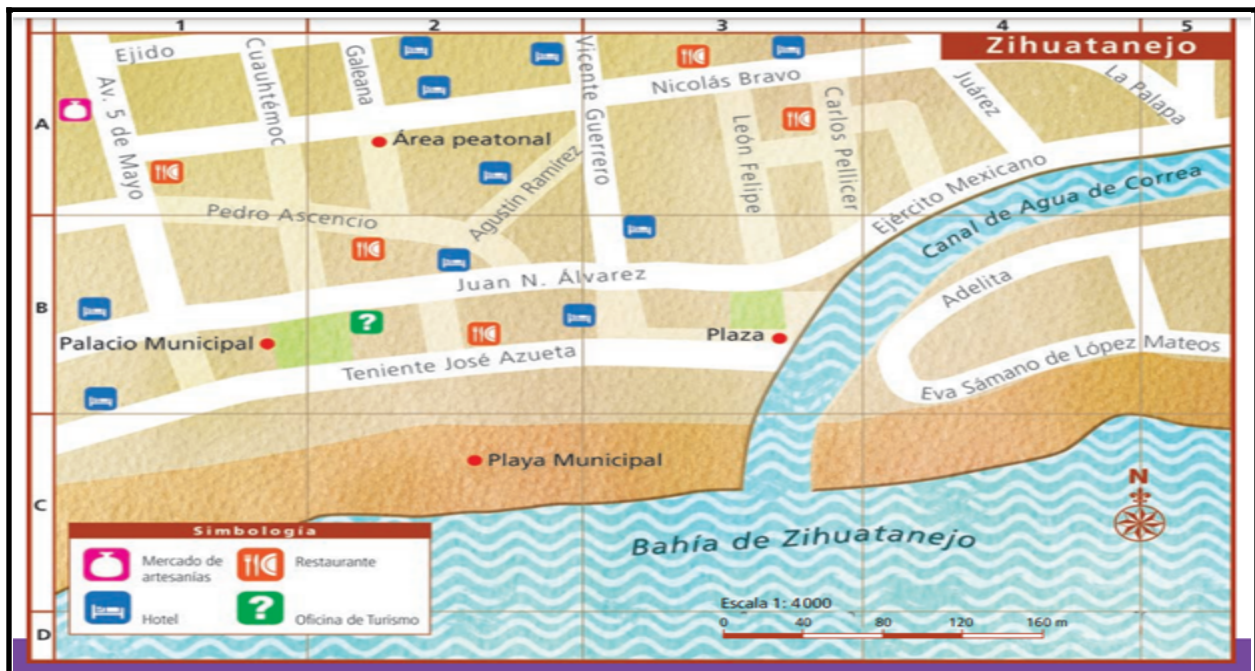 1 2 3 4 5
Zihuatanejo
Ejido
Cuauhtémoc
Galeana
Vicente Guerrero
Nicolás Bravo
Juárez
La Palapa
A
Av. 5 de Mayo
Área peatonal
León Felipe
Carlos Pellicer
Agustín Ramírez
Ejército Mexicano
Canal de Agua de Correa
Pedro Ascencio
B
Juan N. Álvarez
Adelita
?
Palacio Municipal
Plaza
Teniente José Azueta
Eva Sámano de López Mateos
Playa Municipal
N
C
Bahía de Zihuatanejo
Simbología
Mercado de
artesanías
Restaurante
Hotel
?
Oficina de Turismo
Escala 1: 4 000
0 40 80 120 160 m
D